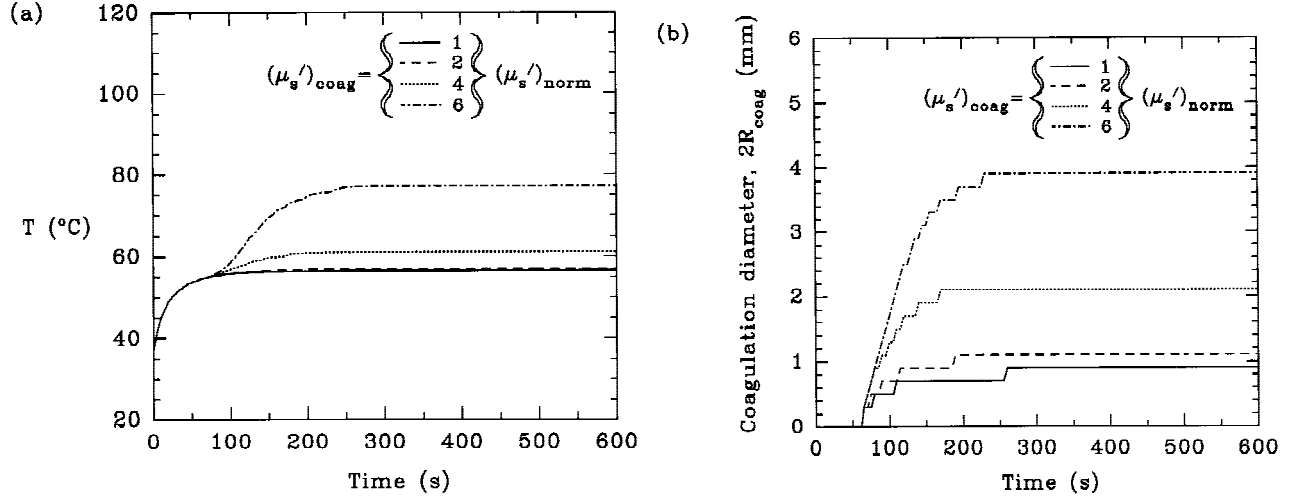 (a)
120
100
80
60
40
20
T (°C)
(μs′)coag=
1
2
4
6
(μs′)norm
0 100 200 300 400 500 600
Time (s)
(b)
Coagulation diameter, 2Rcoag (mm)
6
5
4
3
2
1
0
(μs′)coag=
1
2
4
6
(μs′)norm
0 100 200 300 400 500 600
Time (s)